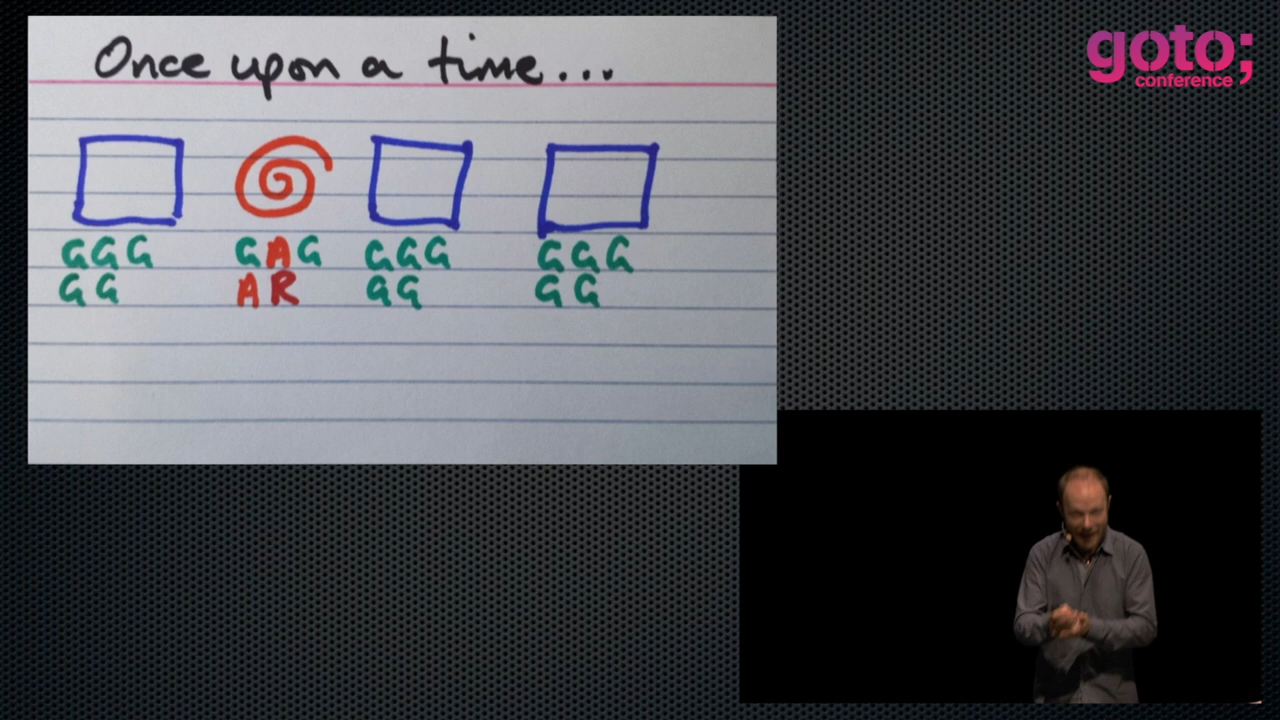 Once upon a time...
GGG GAG GGG GGG
GG AR GG GG
goto;
conference